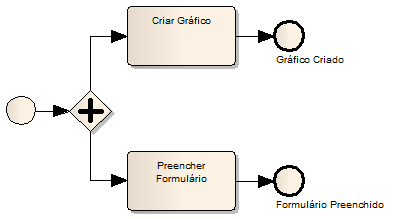 Criar Gráfico
Gráfico Criado
Preencher
Formulário
Formulário Preenchido